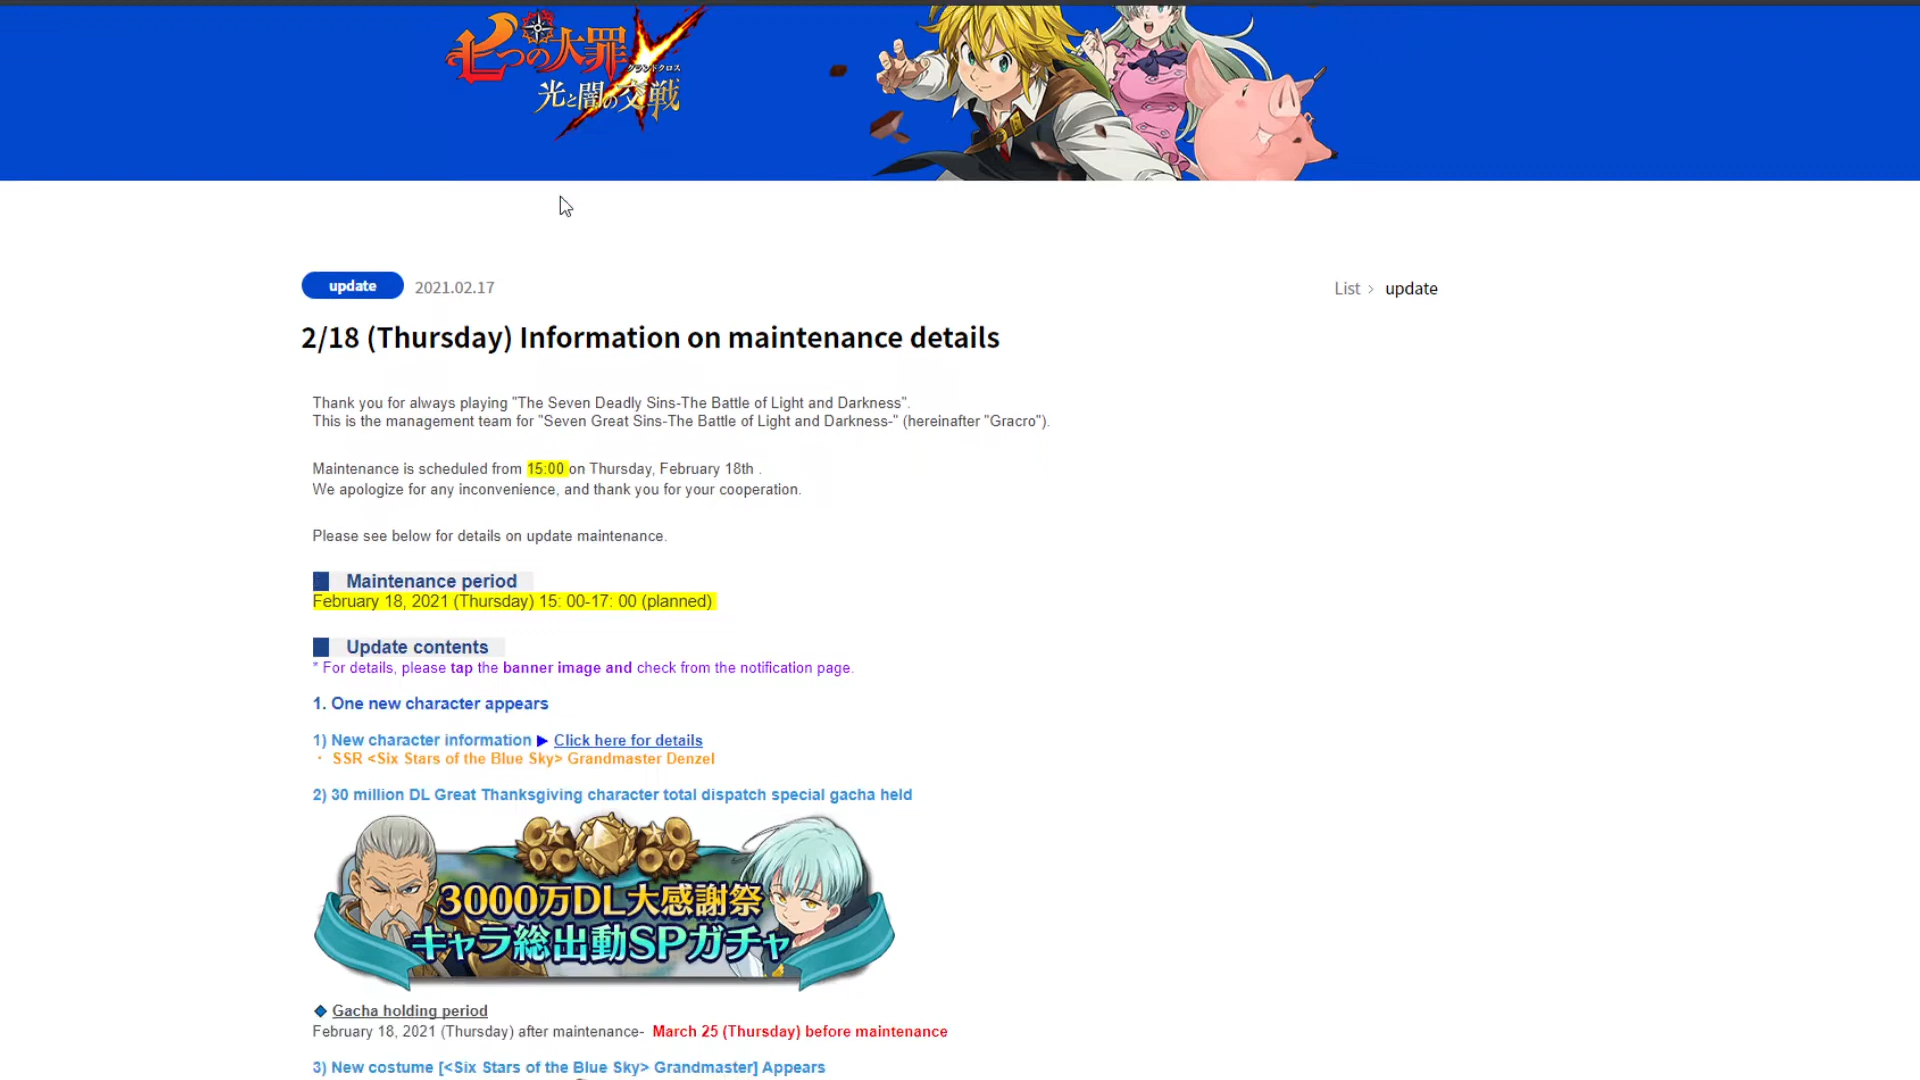 七つの大罪
グランドクロス
光と闇の交戦
update 2021.02.17
List > update
2/18 (Thursday) Information on maintenance details
Thank you for always playing "The Seven Deadly Sins-The Battle of Light and Darkness".
This is the management team for "Seven Great Sins-The Battle of Light and Darkness-" (hereinafter "Gracro").
Maintenance is scheduled from 15:00 on Thursday, February 18th .
We apologize for any inconvenience, and thank you for your cooperation.
Please see below for details on update maintenance.
■ Maintenance period
February 18, 2021 (Thursday) 15: 00-17: 00 (planned)
■ Update contents
* For details, please tap the banner image and check from the notification page.
1. One new character appears
1) New character information ▶ Click here for details
・ SSR <Six Stars of the Blue Sky> Grandmaster Denzel
2) 30 million DL Great Thanksgiving character total dispatch special gacha held
3000万DL大感謝祭
キャラ総出動SPガチャ
◆ Gacha holding period
February 18, 2021 (Thursday) after maintenance- March 25 (Thursday) before maintenance
3) New costume [<Six Stars of the Blue Sky> Grandmaster] Appears